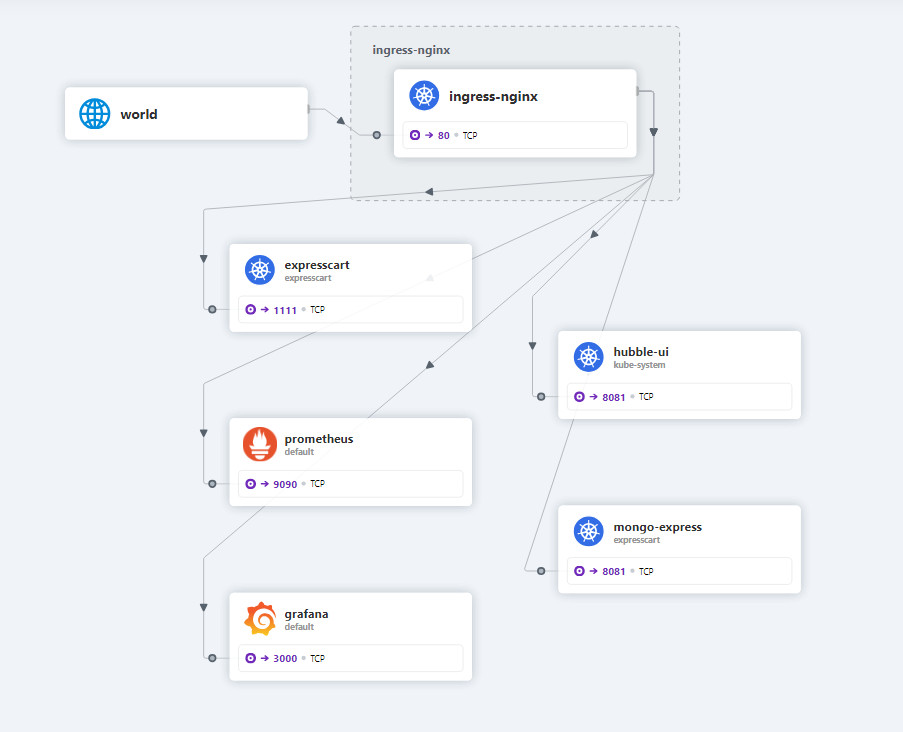 ingress-nginx
ingress-nginx
→ 80 • TCP
world
expresscart
expresscart
→ 1111 • TCP
hubble-ui
kube-system
→ 8081 • TCP
prometheus
default
→ 9090 • TCP
mongo-express
expresscart
→ 8081 • TCP
grafana
default
→ 3000 • TCP